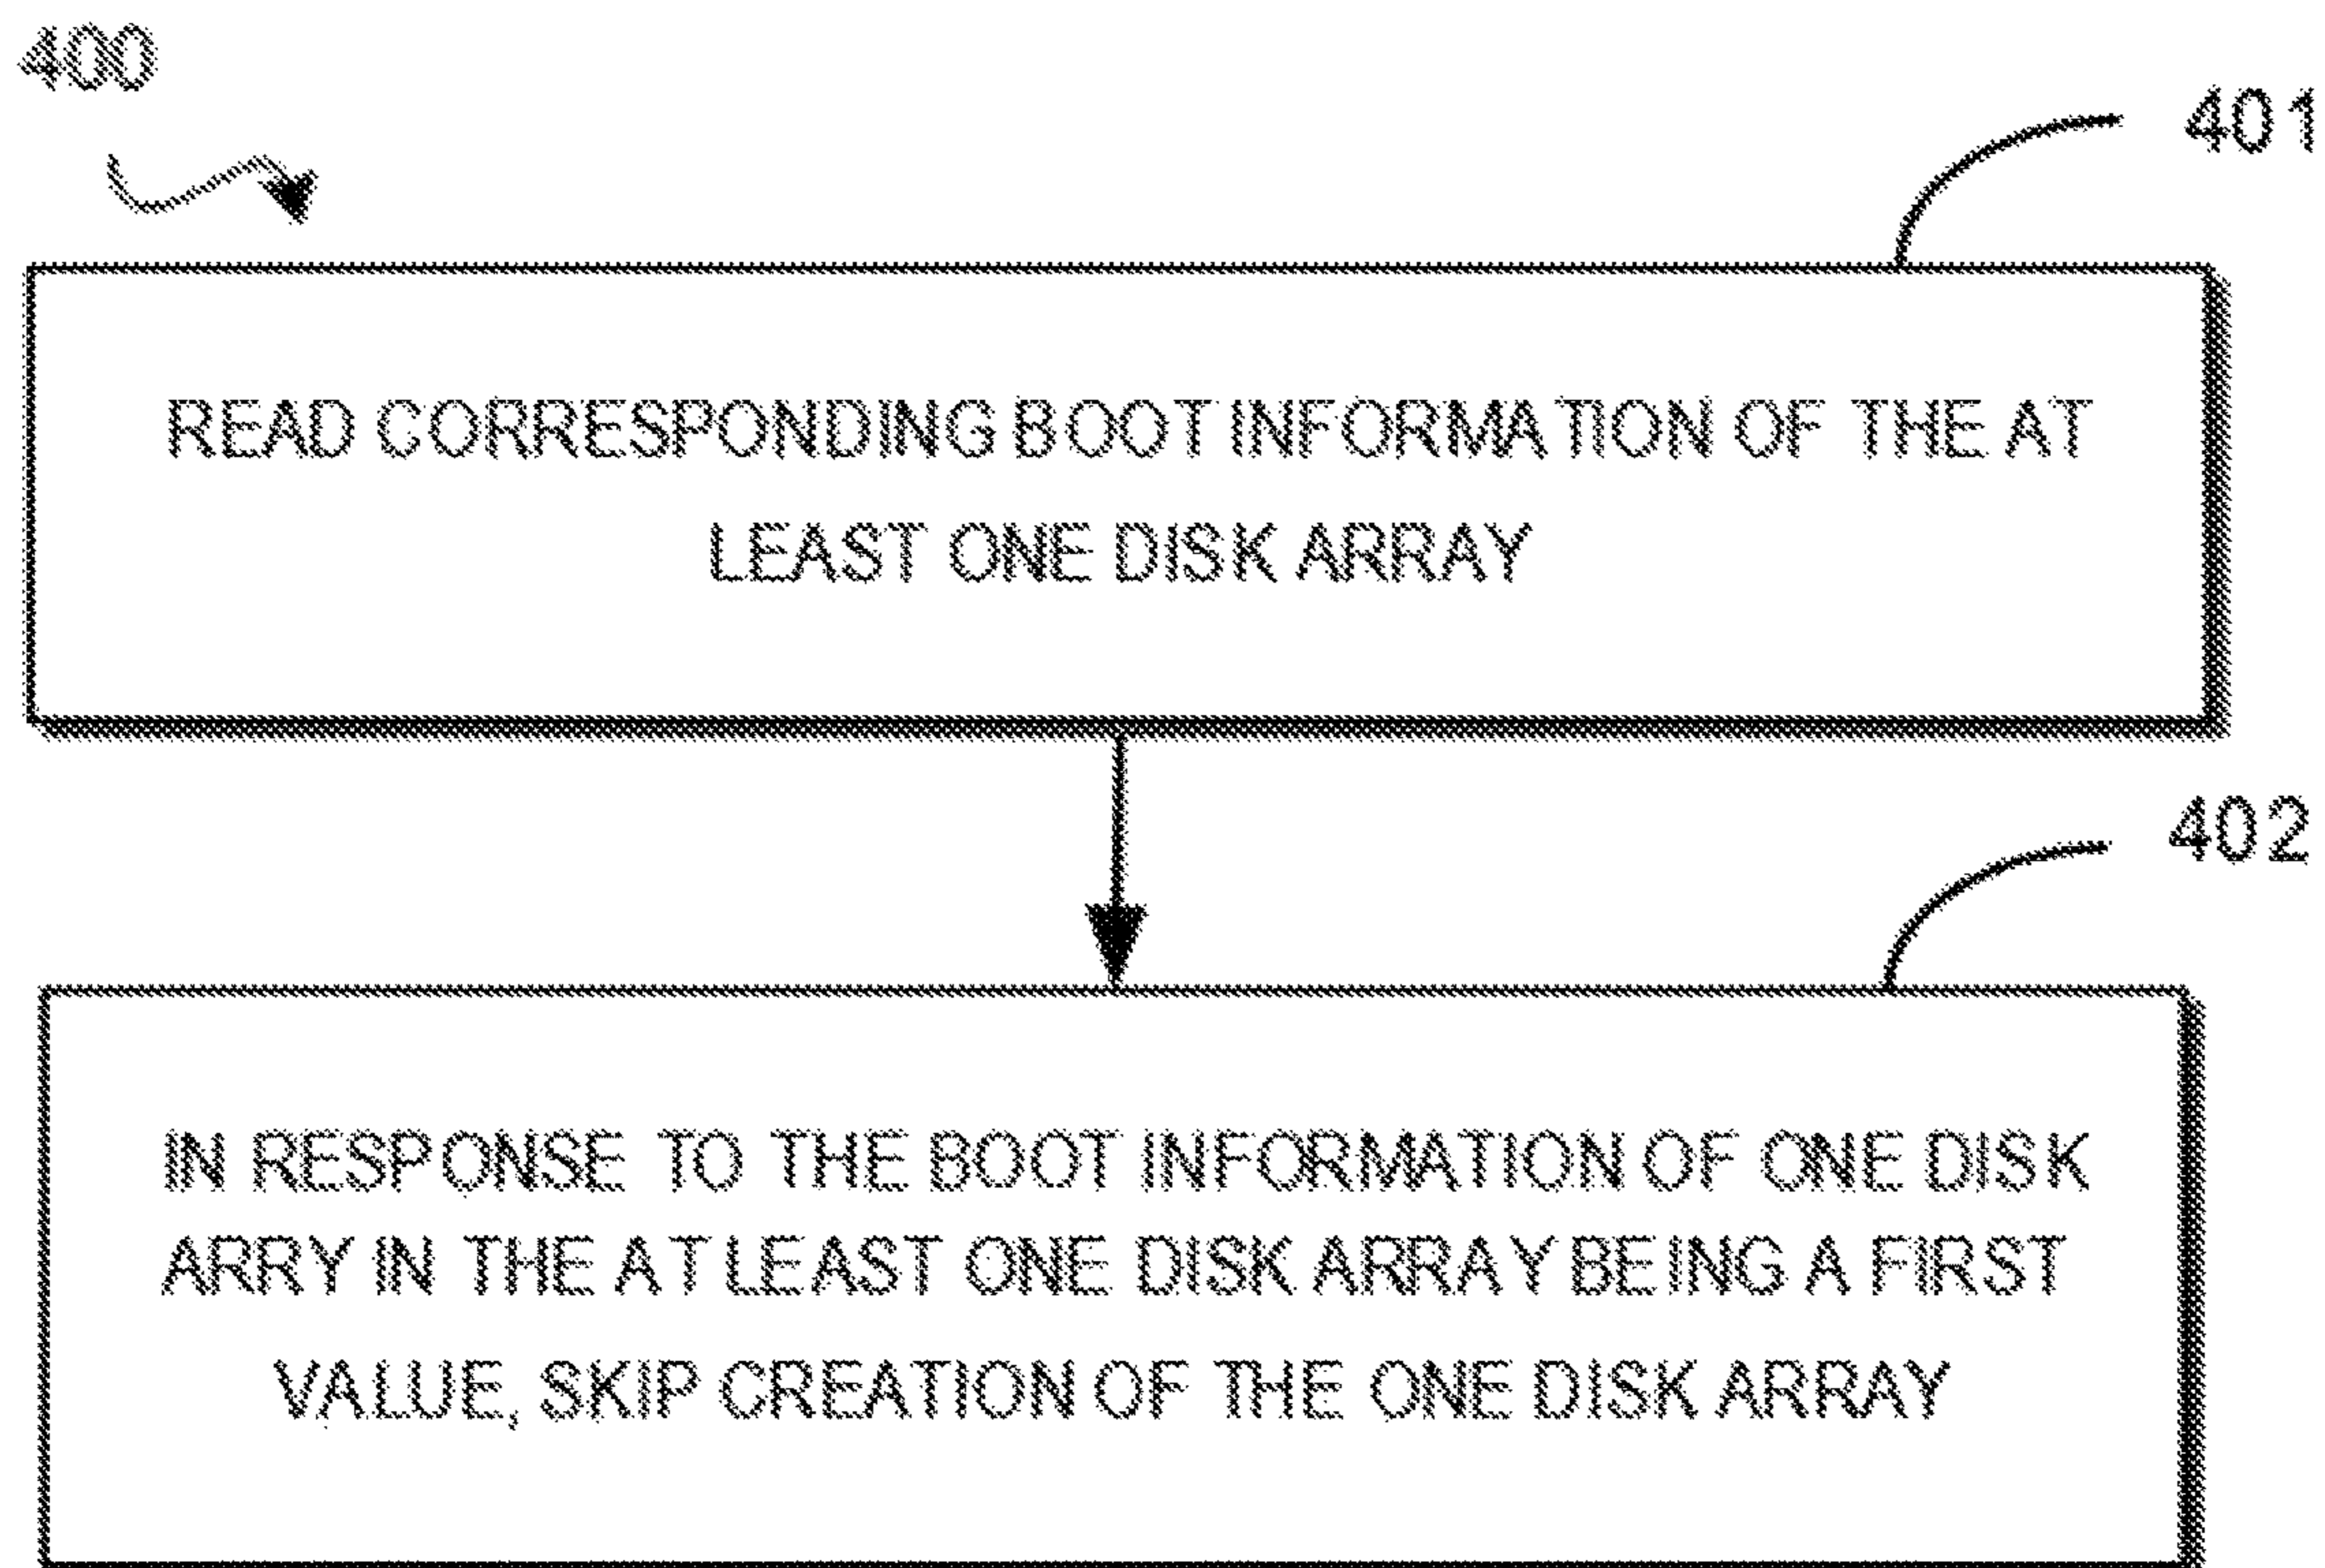 400
401
READ CORRESPONDING BOOT INFORMATION OF THE AT
LEAST ONE DISK ARRAY
402
IN RESPONSE TO THE BOOT INFORMATION OF ONE DISK
ARRY IN THE AT LEAST ONE DISK ARRAY BEING A FIRST
VALUE, SKIP CREATION OF THE ONE DISK ARRAY